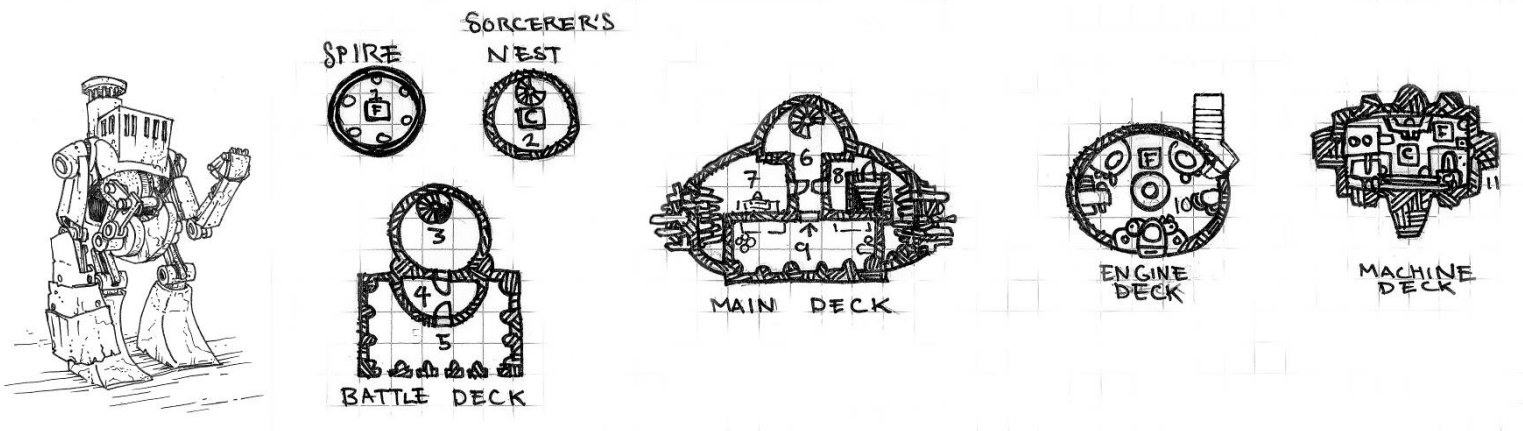 SPIRE
1
F
SORCERER'S
NEST
C
2
3
4
5
BATTLE DECK
6
7
8
9
MAIN DECK
F
10
ENGINE
DECK
F
C
11
MACHINE
DECK